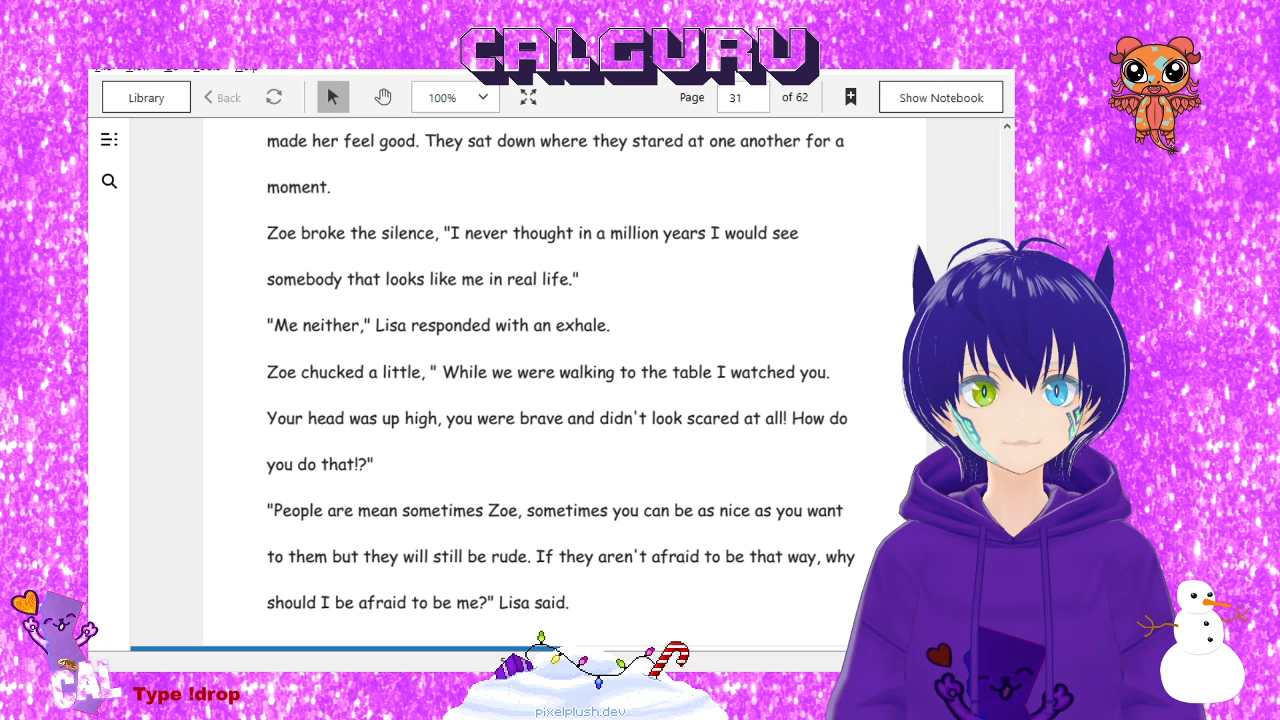 CALGURU
Library
Back
100%
Page 31 of 62
Show Notebook
made her feel good. They sat down where they stared at one another for a
moment.
Zoe broke the silence, "I never thought in a million years I would see
somebody that looks like me in real life."
"Me neither," Lisa responded with an exhale.
Zoe chucked a little, " While we were walking to the table I watched you.
Your head was up high, you were brave and didn't look scared at all! How do
you do that!?"
"People are mean sometimes Zoe, sometimes you can be as nice as you want
to them but they will still be rude. If they aren't afraid to be that way, why
should I be afraid to be me?" Lisa said.
CAL
Type !drop
pixelplush.dev